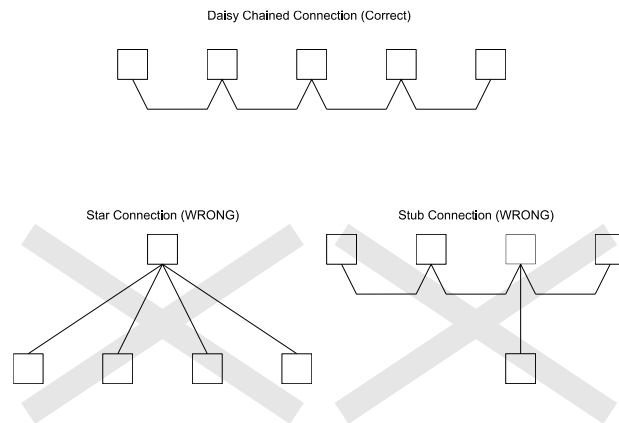 Daisy Chained Connection (Correct)
Star Connection (WRONG)
Stub Connection (WRONG)